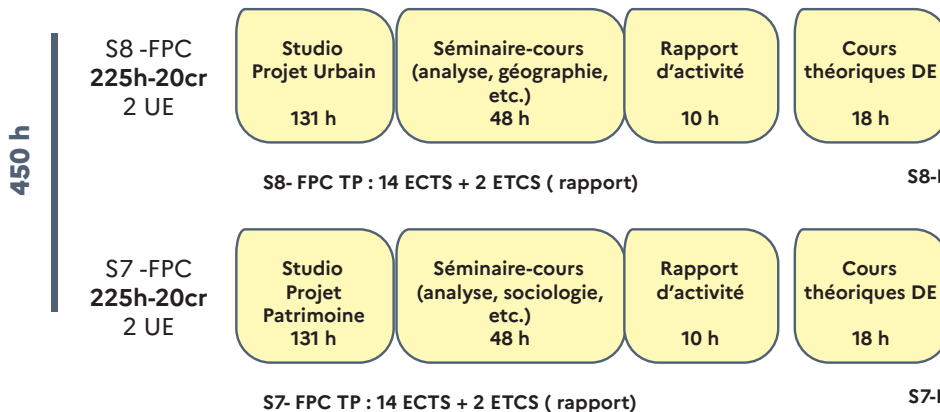 450 h
S8 -FPC
225h-20cr
2 UE
Studio
Projet Urbain
131 h
Séminaire-cours
(analyse, géographie,
etc.)
48 h
Rapport
d’activité
10 h
Cours
théoriques DE
18 h
S8- FPC TP : 14 ECTS + 2 ETCS ( rapport)
S8-
S7 -FPC
225h-20cr
2 UE
Studio
Projet
Patrimoine
131 h
Séminaire-cours
(analyse, sociologie,
etc.)
48 h
Rapport
d’activité
10 h
Cours
théoriques DE
18 h
S7- FPC TP : 14 ECTS + 2 ETCS ( rapport)
S7-